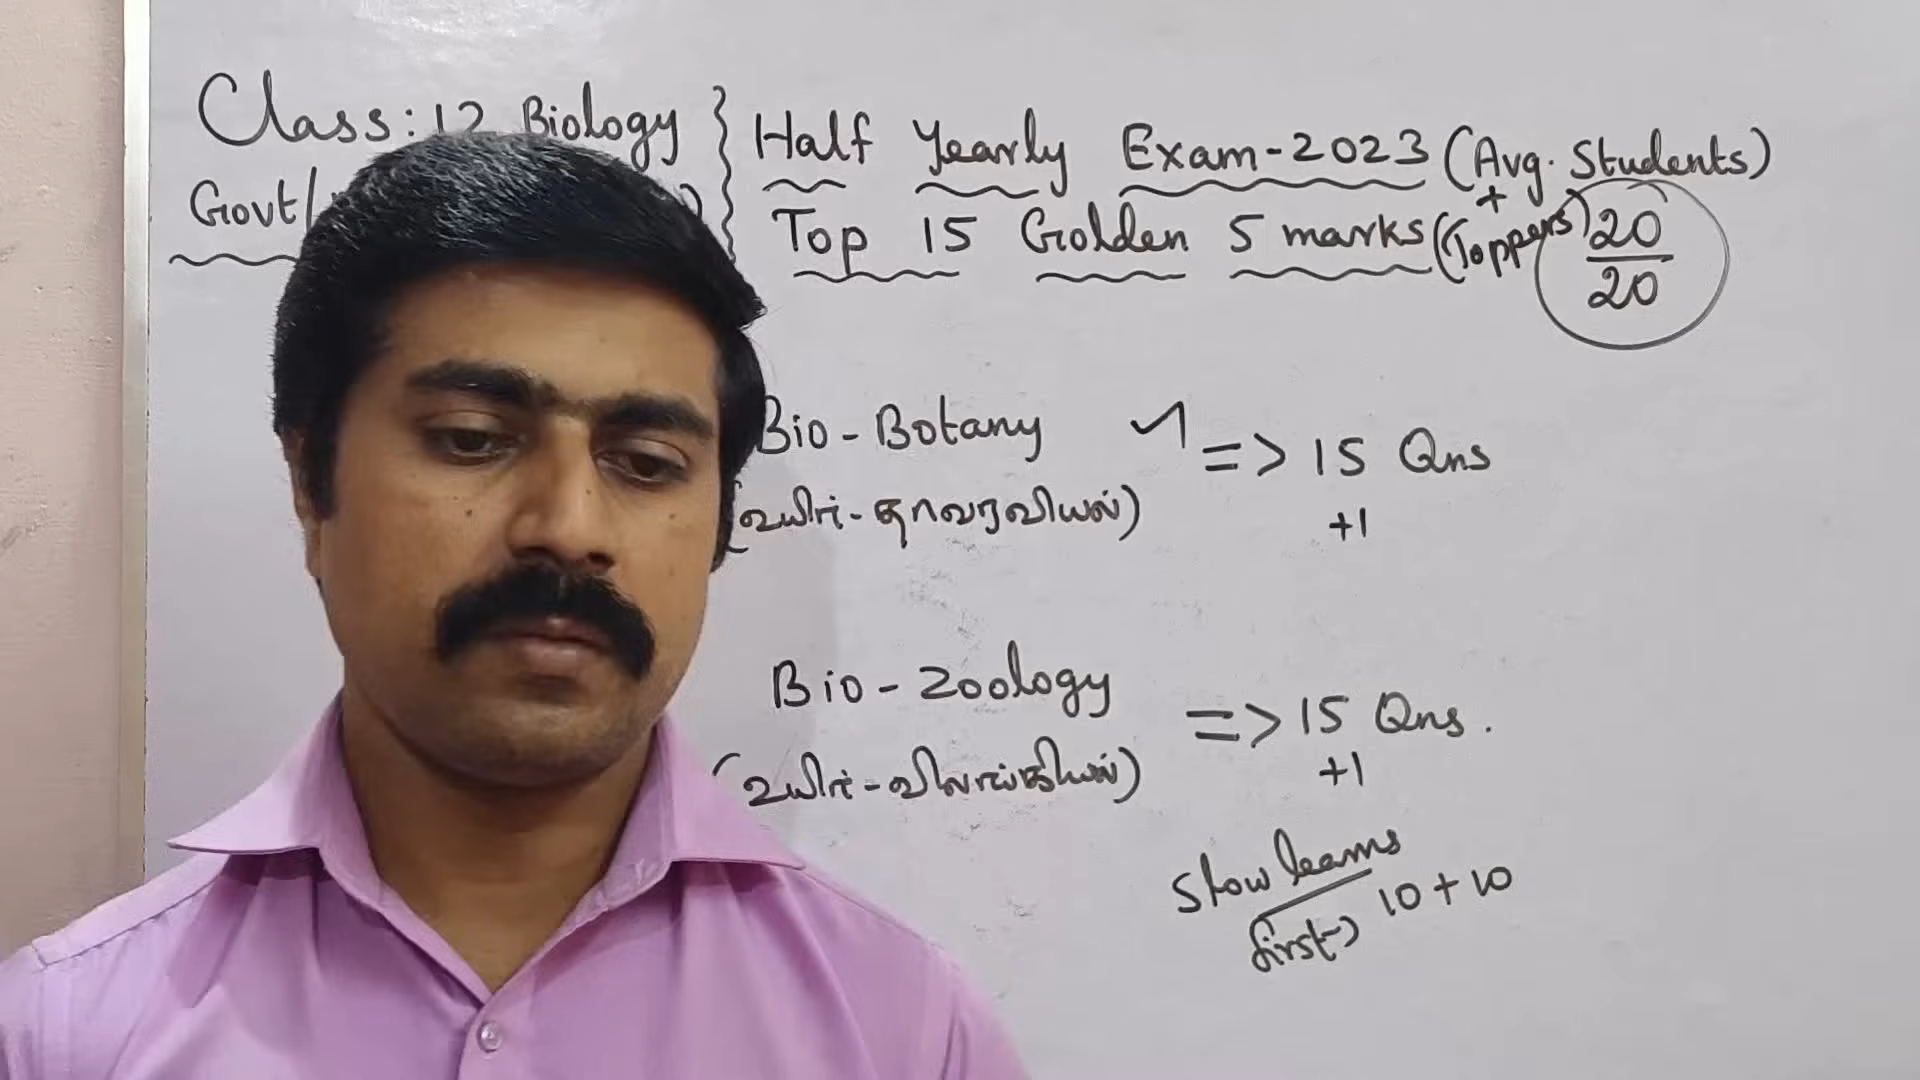 Class: 12 Biology
Govt/
Half Yearly Exam-2023 (Avg. Students)
+
Top 15 Golden 5 marks (Toppers) 20/20
Bio - Botany => 15 Qns
(உயிர்-தாவரவியல்) +1
Bio - Zoology => 15 Qns.
(உயிர்-விலங்கியல்) +1
Slow learns
first) 10 + 10